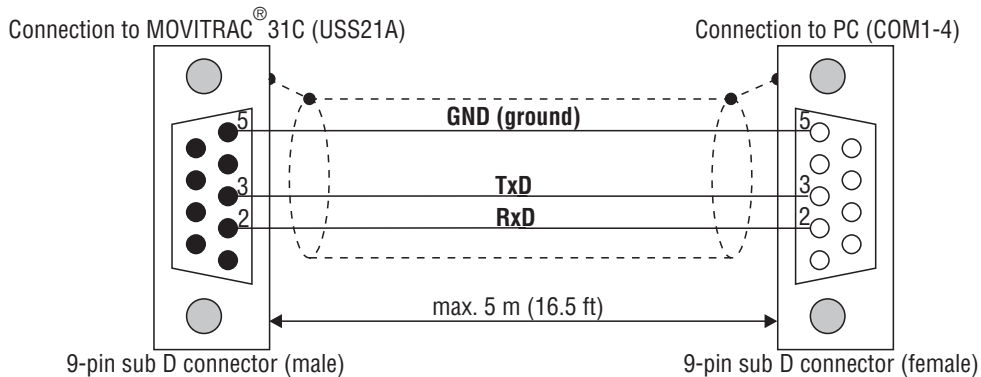 Connection to MOVITRAC® 31C (USS21A)
Connection to PC (COM1-4)
5
GND (ground)
5
3
TxD
3
2
RxD
2
max. 5 m (16.5 ft)
9-pin sub D connector (male)
9-pin sub D connector (female)